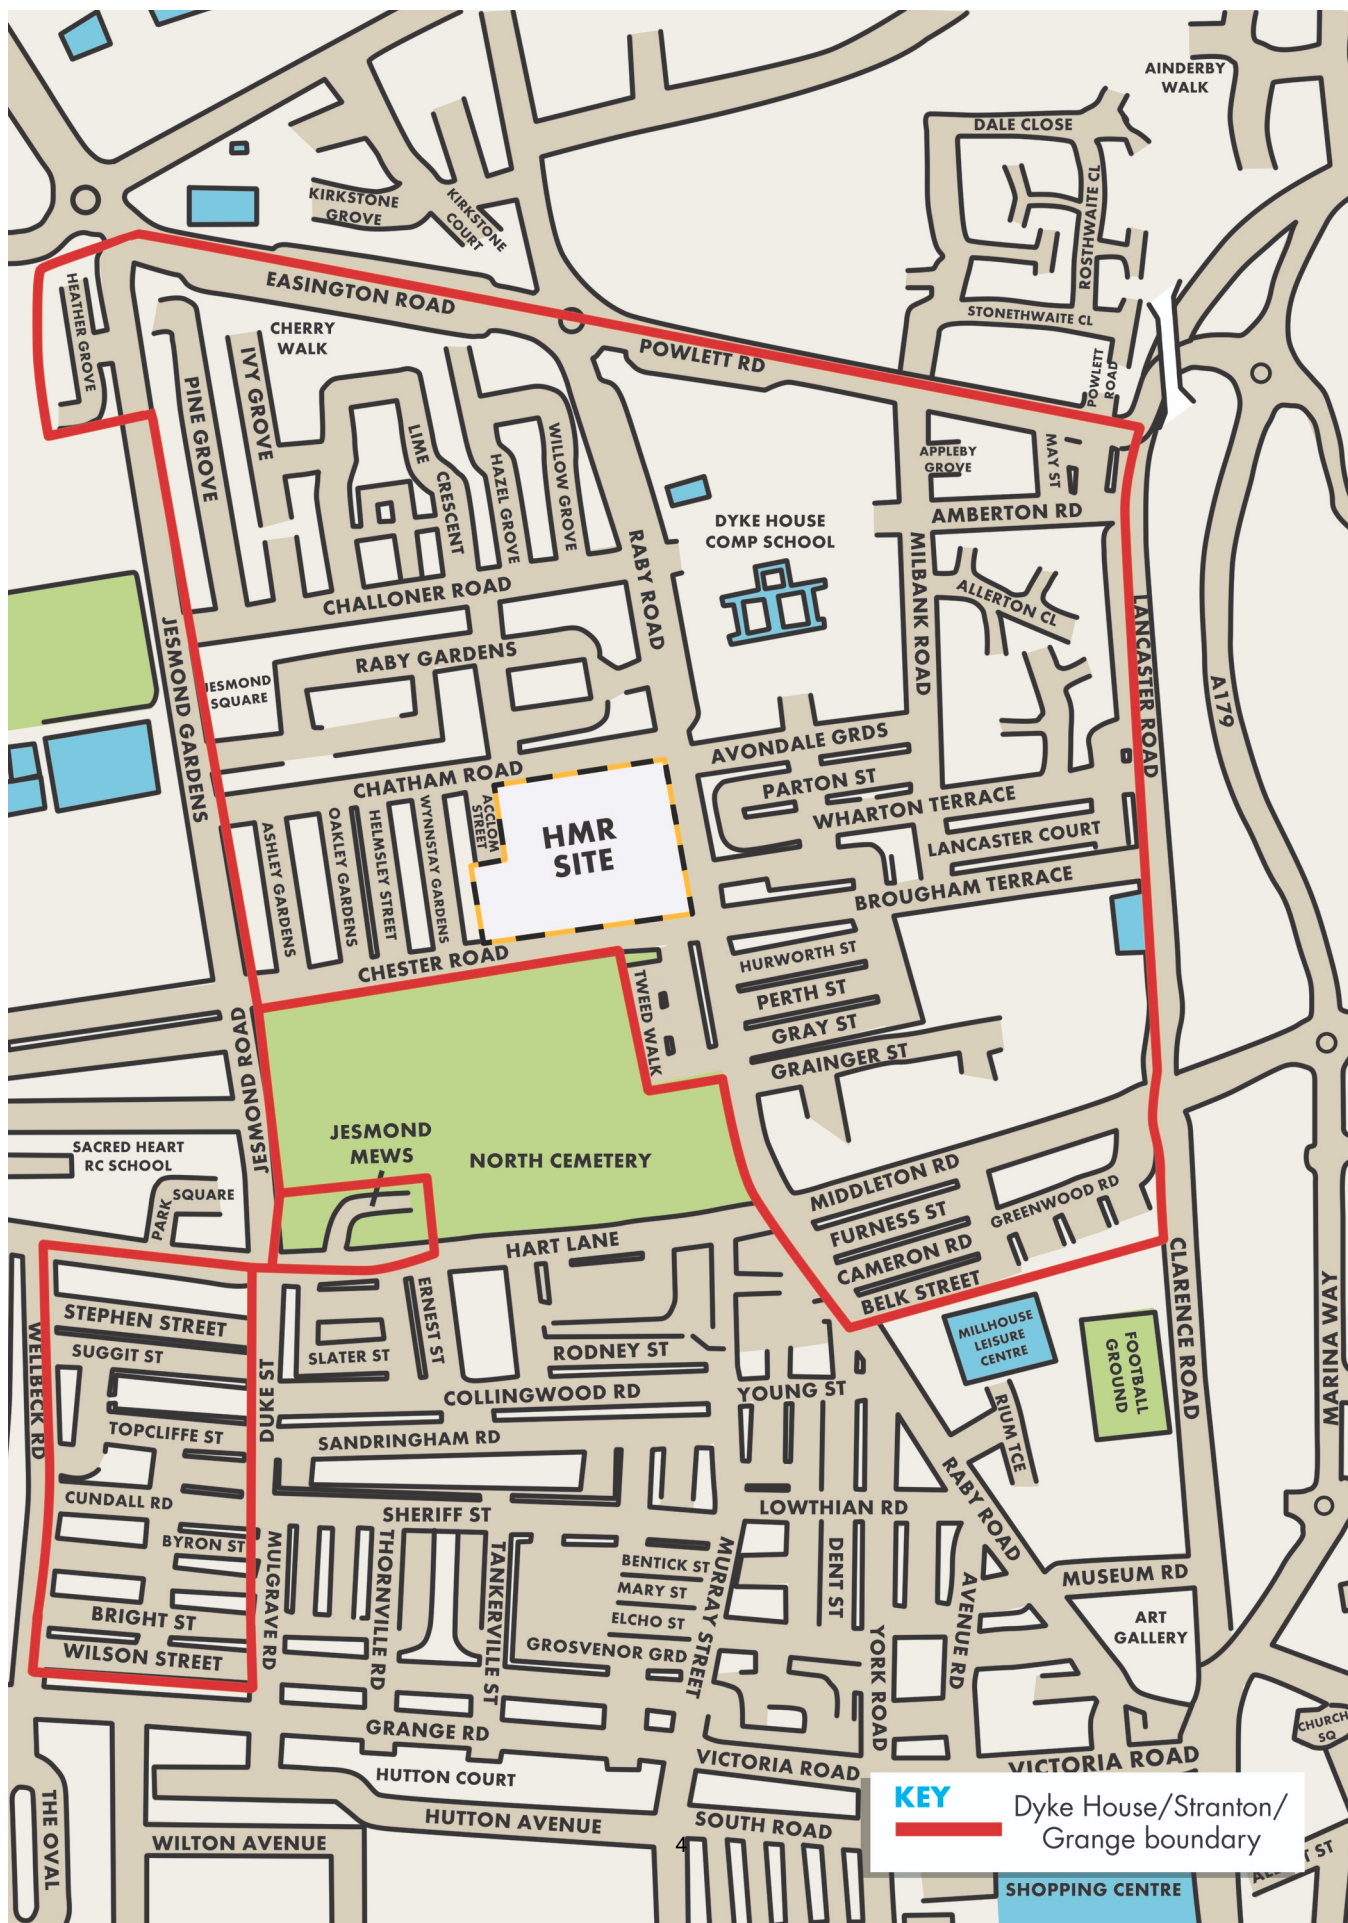 AINDERBY
WALK
DALE CLOSE
KIRKSTONE
GROVE
KIRKSTONE
COURT
ROSTHWAITE CL
STONETHWAITE CL
POWLETT
ROAD
HEATHER GROVE
EASINGTON ROAD
CHERRY
WALK
POWLETT RD
PINE GROVE
IVY GROVE
LIME
CRESCENT
HAZEL GROVE
WILLOW GROVE
RABY ROAD
APPLEBY
GROVE
MAY ST
AMBERTON RD
DYKE HOUSE
COMP SCHOOL
MILBANK ROAD
ALLERTON CL
LANCASTER ROAD
A179
CHALLONER ROAD
JESMOND GARDENS
RABY GARDENS
JESMOND
SQUARE
CHATHAM ROAD
AVONDALE GRDS
PARTON ST
WHARTON TERRACE
LANCASTER COURT
BROUGHAM TERRACE
ASHLEY GARDENS
OAKLEY GARDENS
HELMSLEY STREET
WYNNSTAY GARDENS
ACCLOM
STREET
HMR
SITE
CHESTER ROAD
HURWORTH ST
PERTH ST
GRAY ST
GRAINGER ST
TWEED WALK
JESMOND ROAD
JESMOND
MEWS
NORTH CEMETERY
SACRED HEART
RC SCHOOL
PARK
SQUARE
MIDDLETON RD
FURNESS ST
CAMERON RD
BELK STREET
GREENWOOD RD
HART LANE
STEPHEN STREET
SUGGIT ST
WELBECK RD
DUKE ST
SLATER ST
ERNEST ST
RODNEY ST
COLLINGWOOD RD
YOUNG ST
MILLHOUSE
LEISURE
CENTRE
FOOTBALL
GROUND
CLARENCE ROAD
MARINA WAY
RIUM TCE
TOPCLIFFE ST
SANDRINGHAM RD
CUNDALL RD
SHERIFF ST
LOWTHIAN RD
RABY ROAD
BYRON ST
MULGRAVE RD
THORNVILLE RD
TANKERVILLE ST
BENTICK ST
MARY ST
ELCHO ST
GROSVENOR GRD
MURRAY STREET
DENT ST
AVENUE RD
YORK ROAD
MUSEUM RD
ART
GALLERY
BRIGHT ST
WILSON STREET
GRANGE RD
VICTORIA ROAD
VICTORIA ROAD
CHURCH
SQ
HUTTON COURT
HUTTON AVENUE
SOUTH ROAD
THE OVAL
WILTON AVENUE
4
KEY
Dyke House/Stranton/
Grange boundary
SHOPPING CENTRE